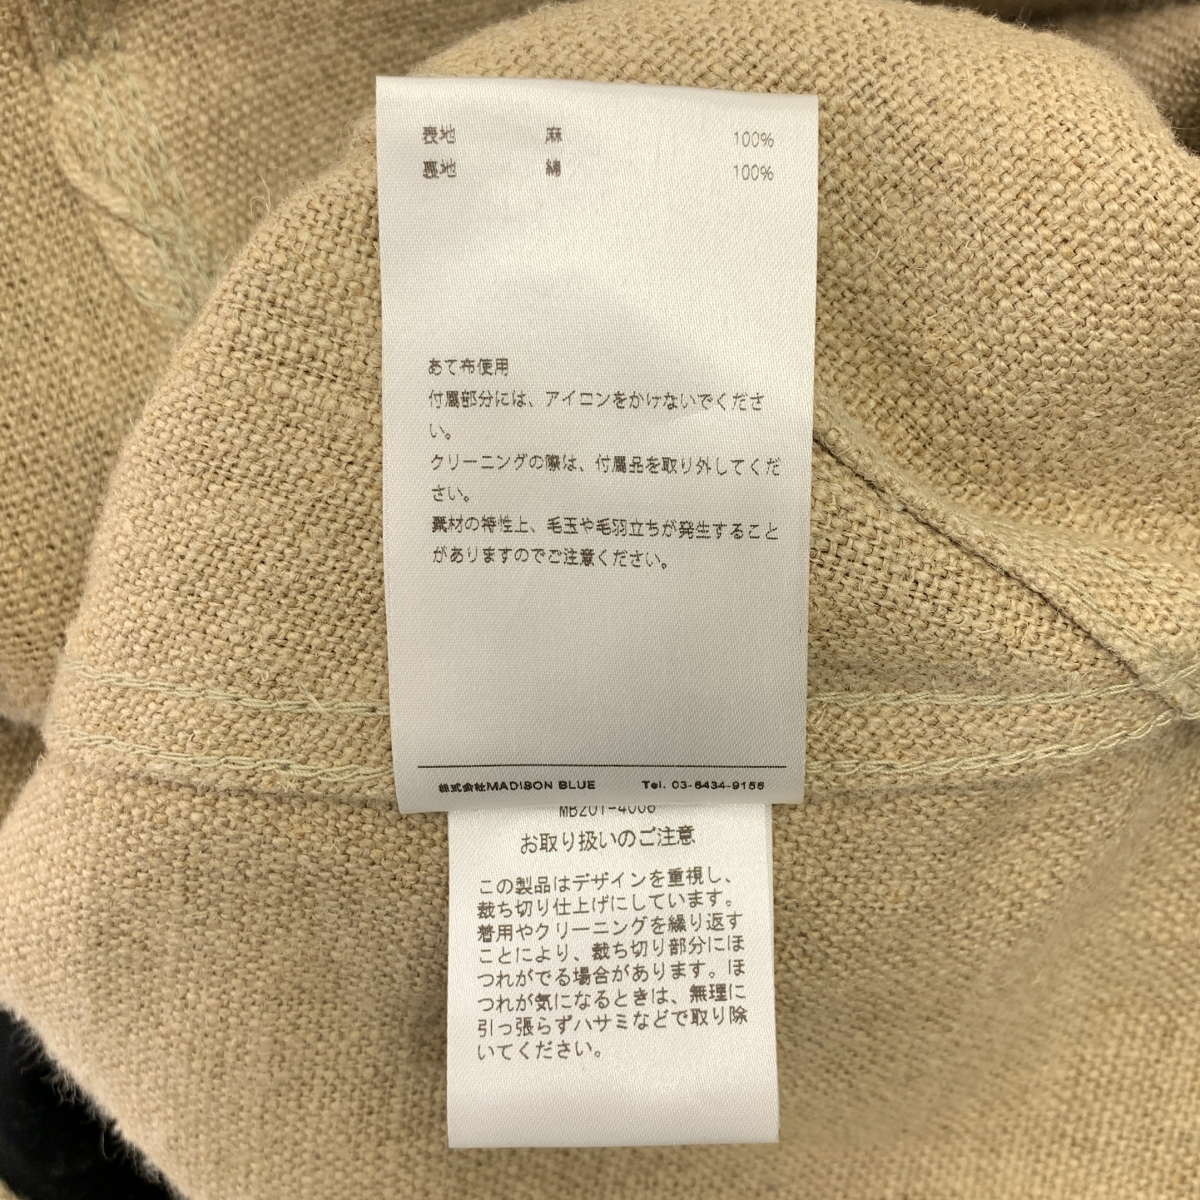 表地 麻 100%
裏地 綿 100%
あて布使用
付属部分には、アイロンをかけないでくださ
い。
クリーニングの際は、付属品を取り外してくだ
さい。
素材の特性上、毛玉や毛羽立ちが発生すること
がありますのでご注意ください。
株式会社MADISON BLUE Tel. 03-6434-9156
MB201-4006
お取り扱いのご注意
この製品はデザインを重視し、
裁ち切り仕上げにしています。
着用やクリーニングを繰り返す
ことにより、裁ち切り部分にほ
つれがでる場合があります。ほ
つれが気になるときは、無理に
引っ張らずハサミなどで取り除
いてください。